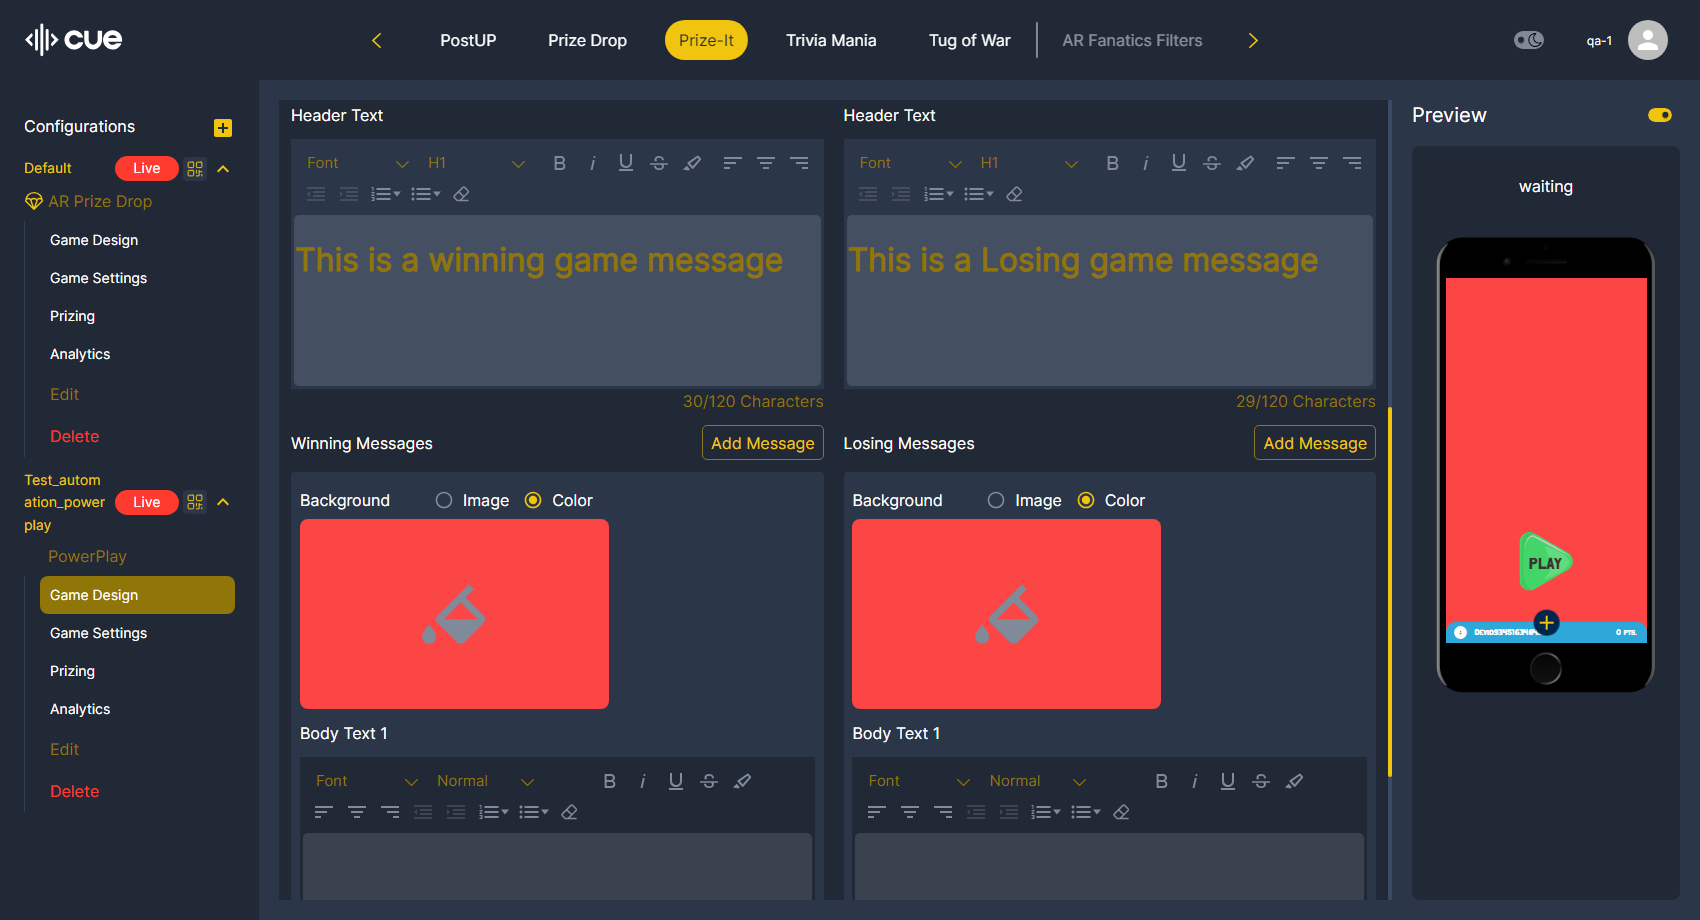 cue
PostUP
Prize Drop
Prize-It
Trivia Mania
Tug of War
AR Fanatics Filters
qa-1
Configurations
Default
Live
AR Prize Drop
Game Design
Game Settings
Prizing
Analytics
Edit
Delete
Test_autom
ation_power
play
Live
PowerPlay
Game Design
Game Settings
Prizing
Analytics
Edit
Delete
Header Text
Font
H1
This is a winning game message
30/120 Characters
Winning Messages
Add Message
Background
Image
Color
Body Text 1
Font
Normal
Header Text
Font
H1
This is a Losing game message
29/120 Characters
Losing Messages
Add Message
Background
Image
Color
Body Text 1
Font
Normal
Preview
waiting
PLAY
0 PTS.